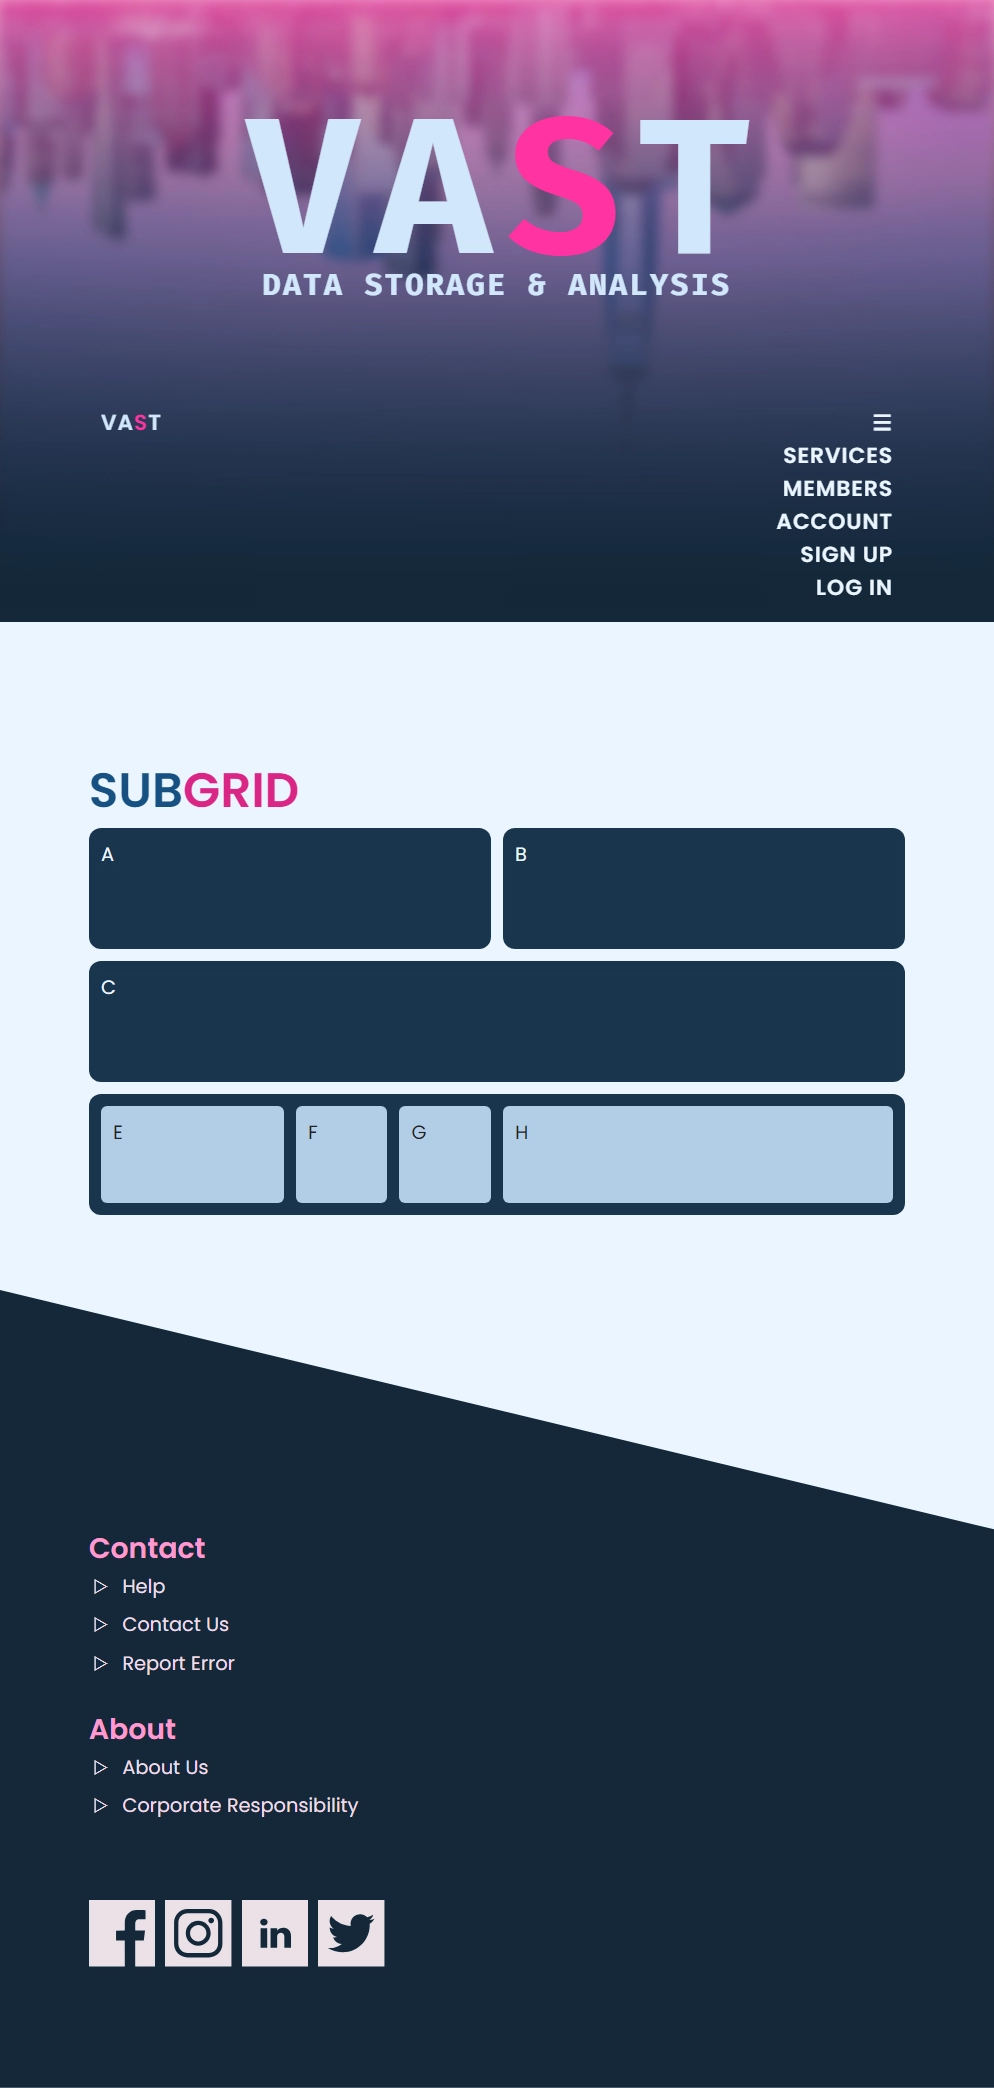 VAST
DATA STORAGE & ANALYSIS
VAST
☰
SERVICES
MEMBERS
ACCOUNT
SIGN UP
LOG IN
SUBGRID
A
B
C
E
F
G
H
Contact
▷ Help
▷ Contact Us
▷ Report Error
About
▷ About Us
▷ Corporate Responsibility
f
in